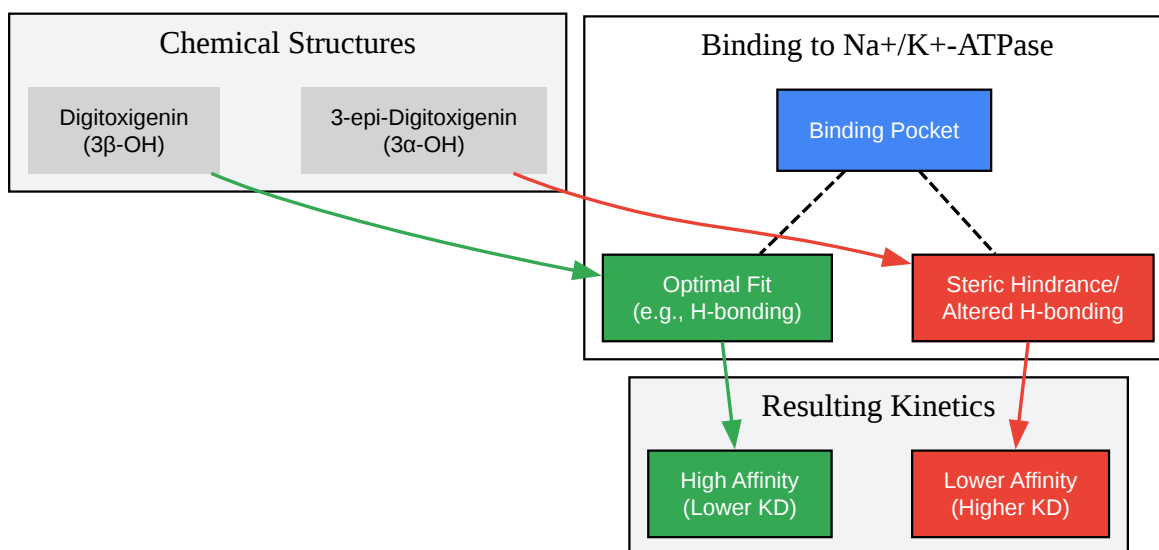 Chemical Structures
Digitoxigenin
(3β-OH)
3-epi-Digitoxigenin
(3α-OH)
Binding to Na+/K+-ATPase
Binding Pocket
Optimal Fit
(e.g., H-bonding)
Steric Hindrance/
Altered H-bonding
Resulting Kinetics
High Affinity
(Lower KD)
Lower Affinity
(Higher KD)